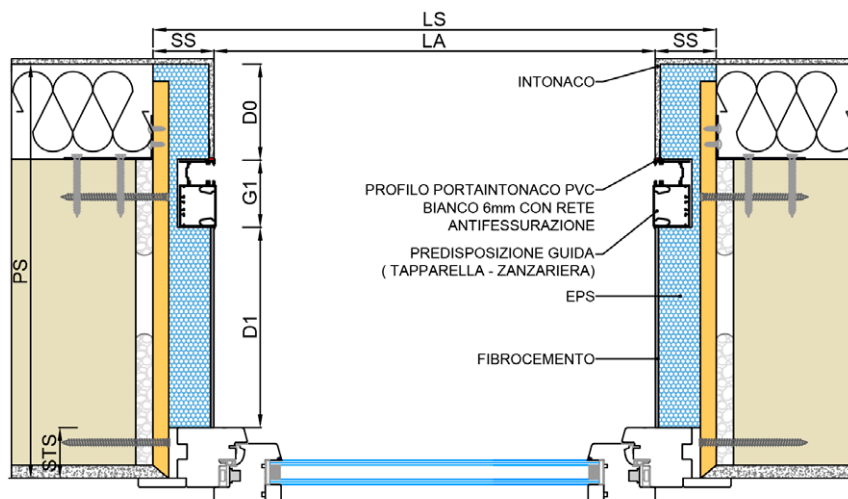 LS
SS
LA
SS
INTONACO
D0
G1
PROFILO PORTAINTONACO PVC
BIANCO 6mm CON RETE
ANTIFESSURAZIONE
PREDISPOSIZIONE GUIDA
( TAPPARELLA - ZANZARIERA)
PS
EPS
D1
FIBROCEMENTO
STS